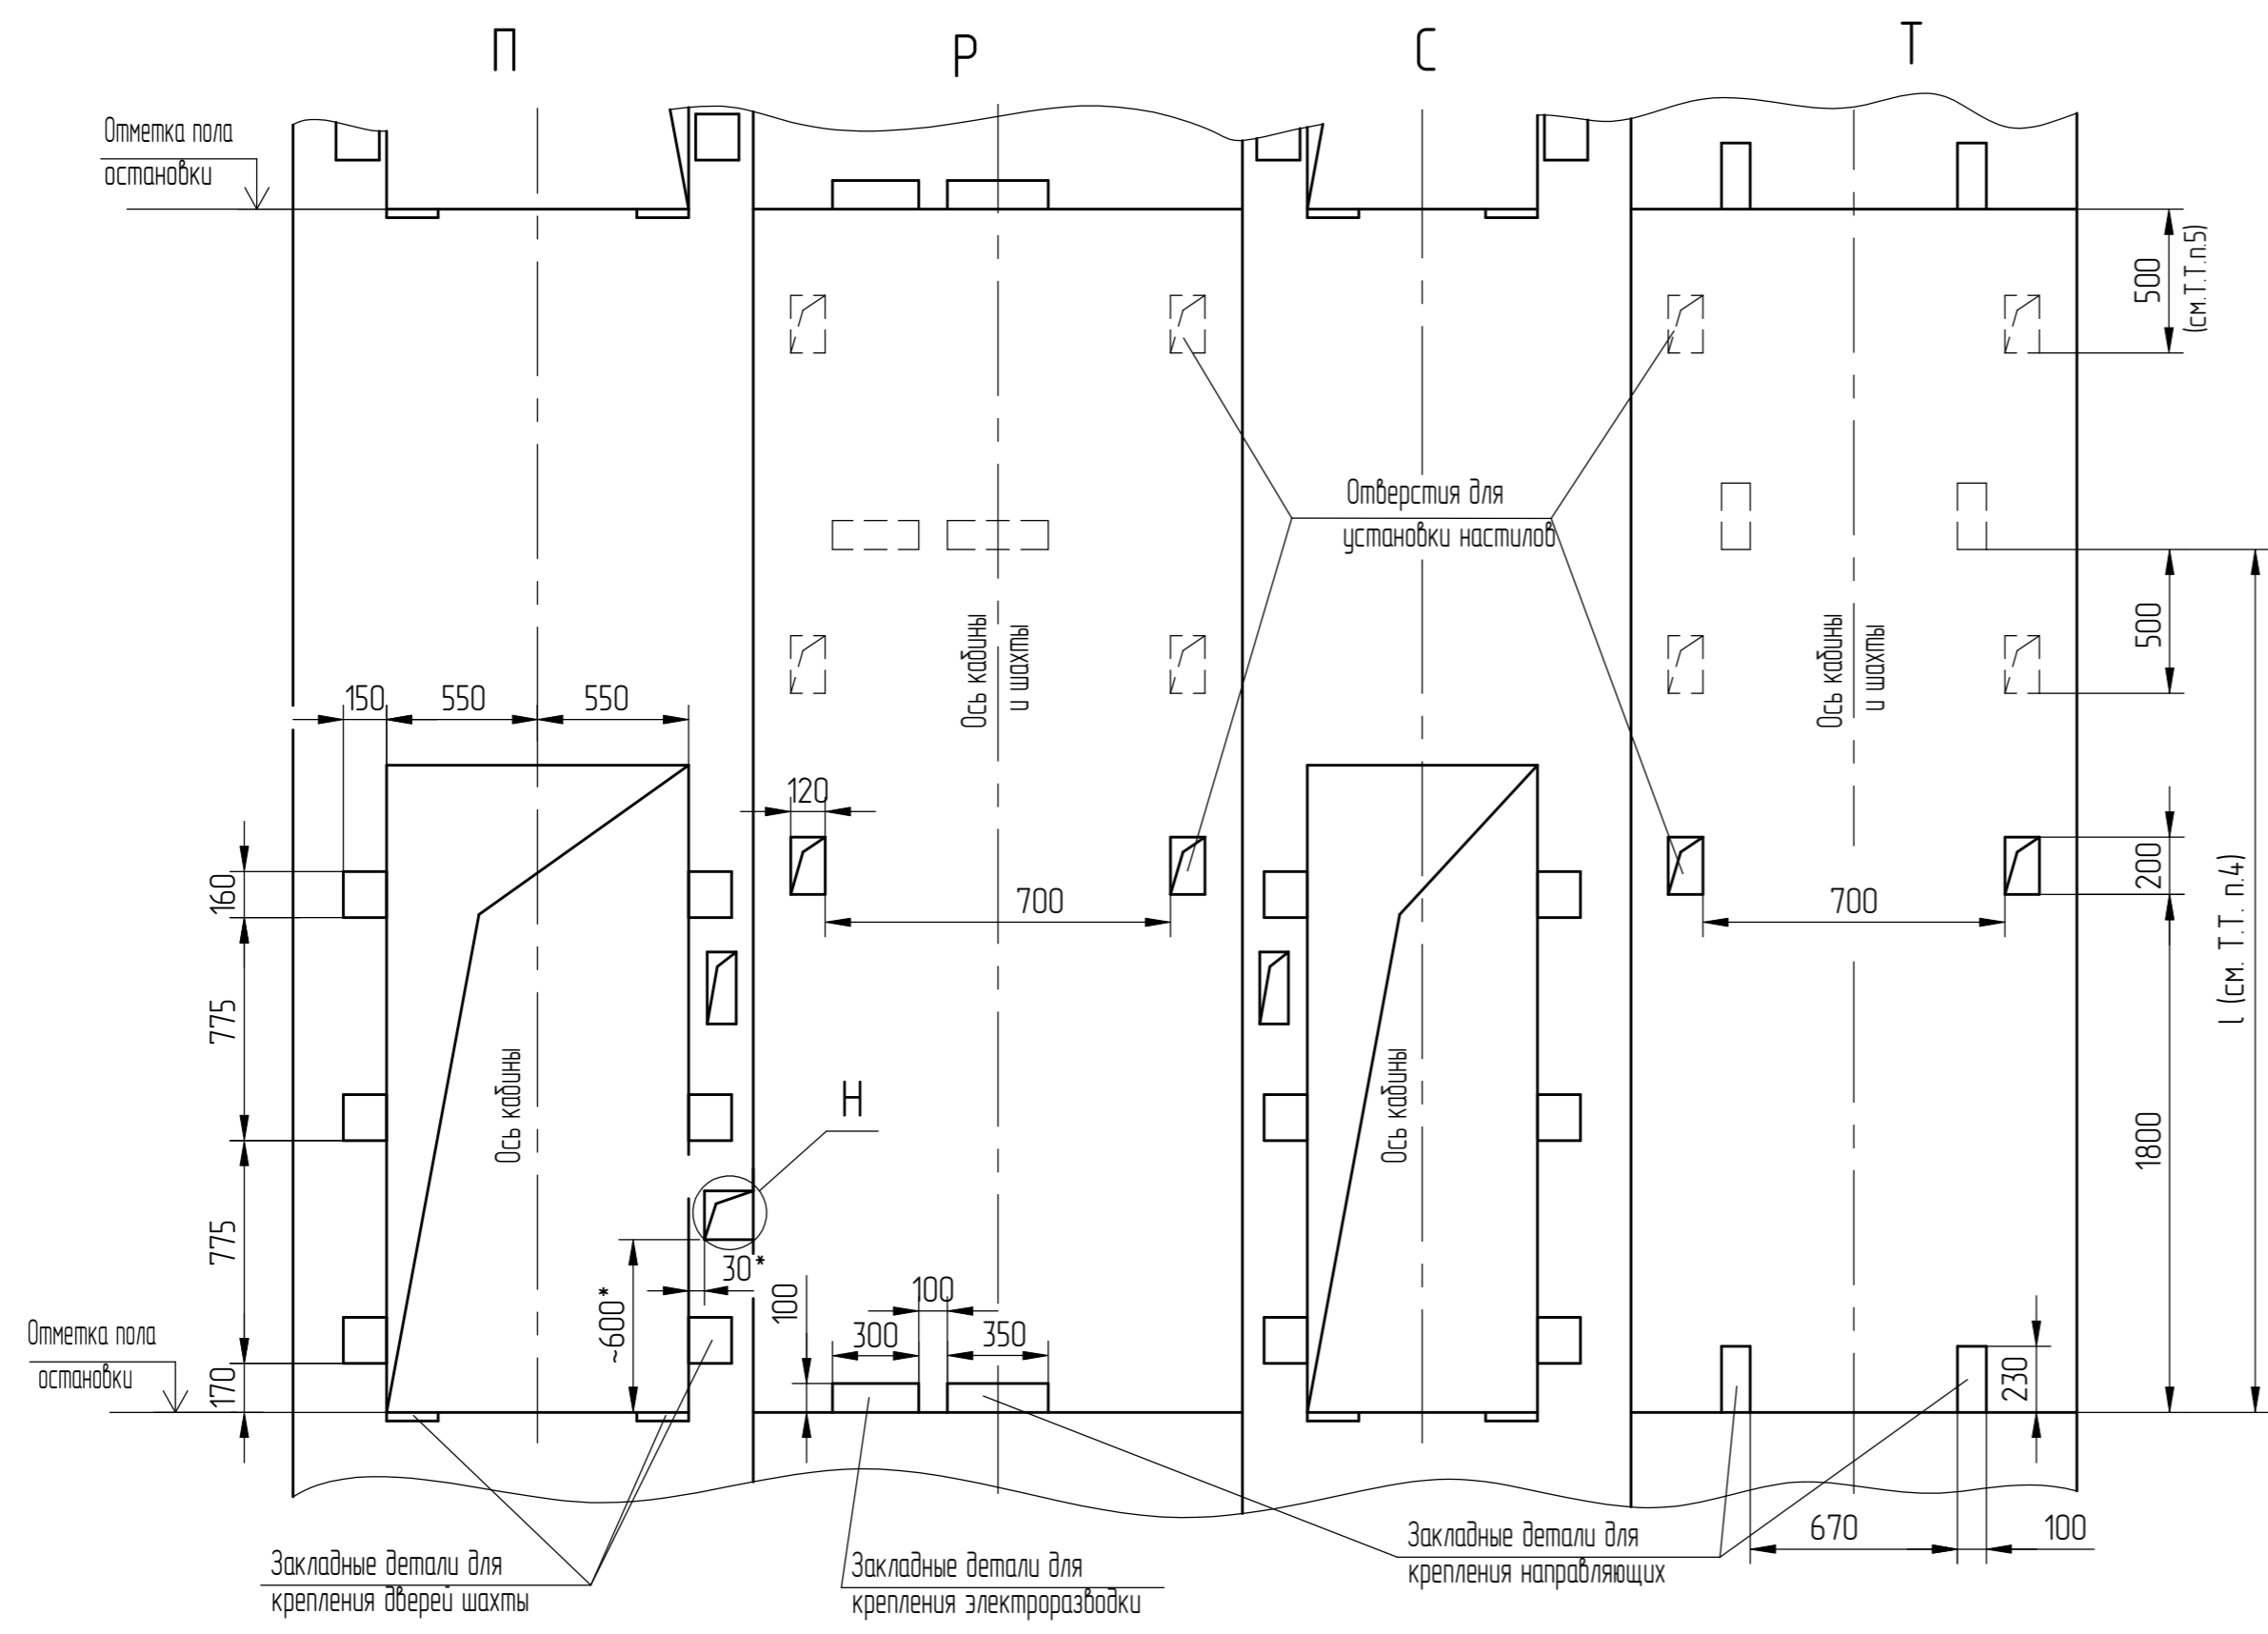 П
Р
С
Т
Отметка пола
остановки
500
(см.Т.Т.п.5)
Отверстия для
установки настилов
Ось кабины
и шахты
Ось кабины
и шахты
500
150
550
550
120
160
700
700
200
l (см. Т.Т. п.4)
775
Ось кабины
Ось кабины
Н
1800
775
30*
~600*
100
100
300
350
Отметка пола
остановки
170
230
670
100
Закладные детали для
крепления дверей шахты
Закладные детали для
крепления электроразводки
Закладные детали для
крепления направляющих